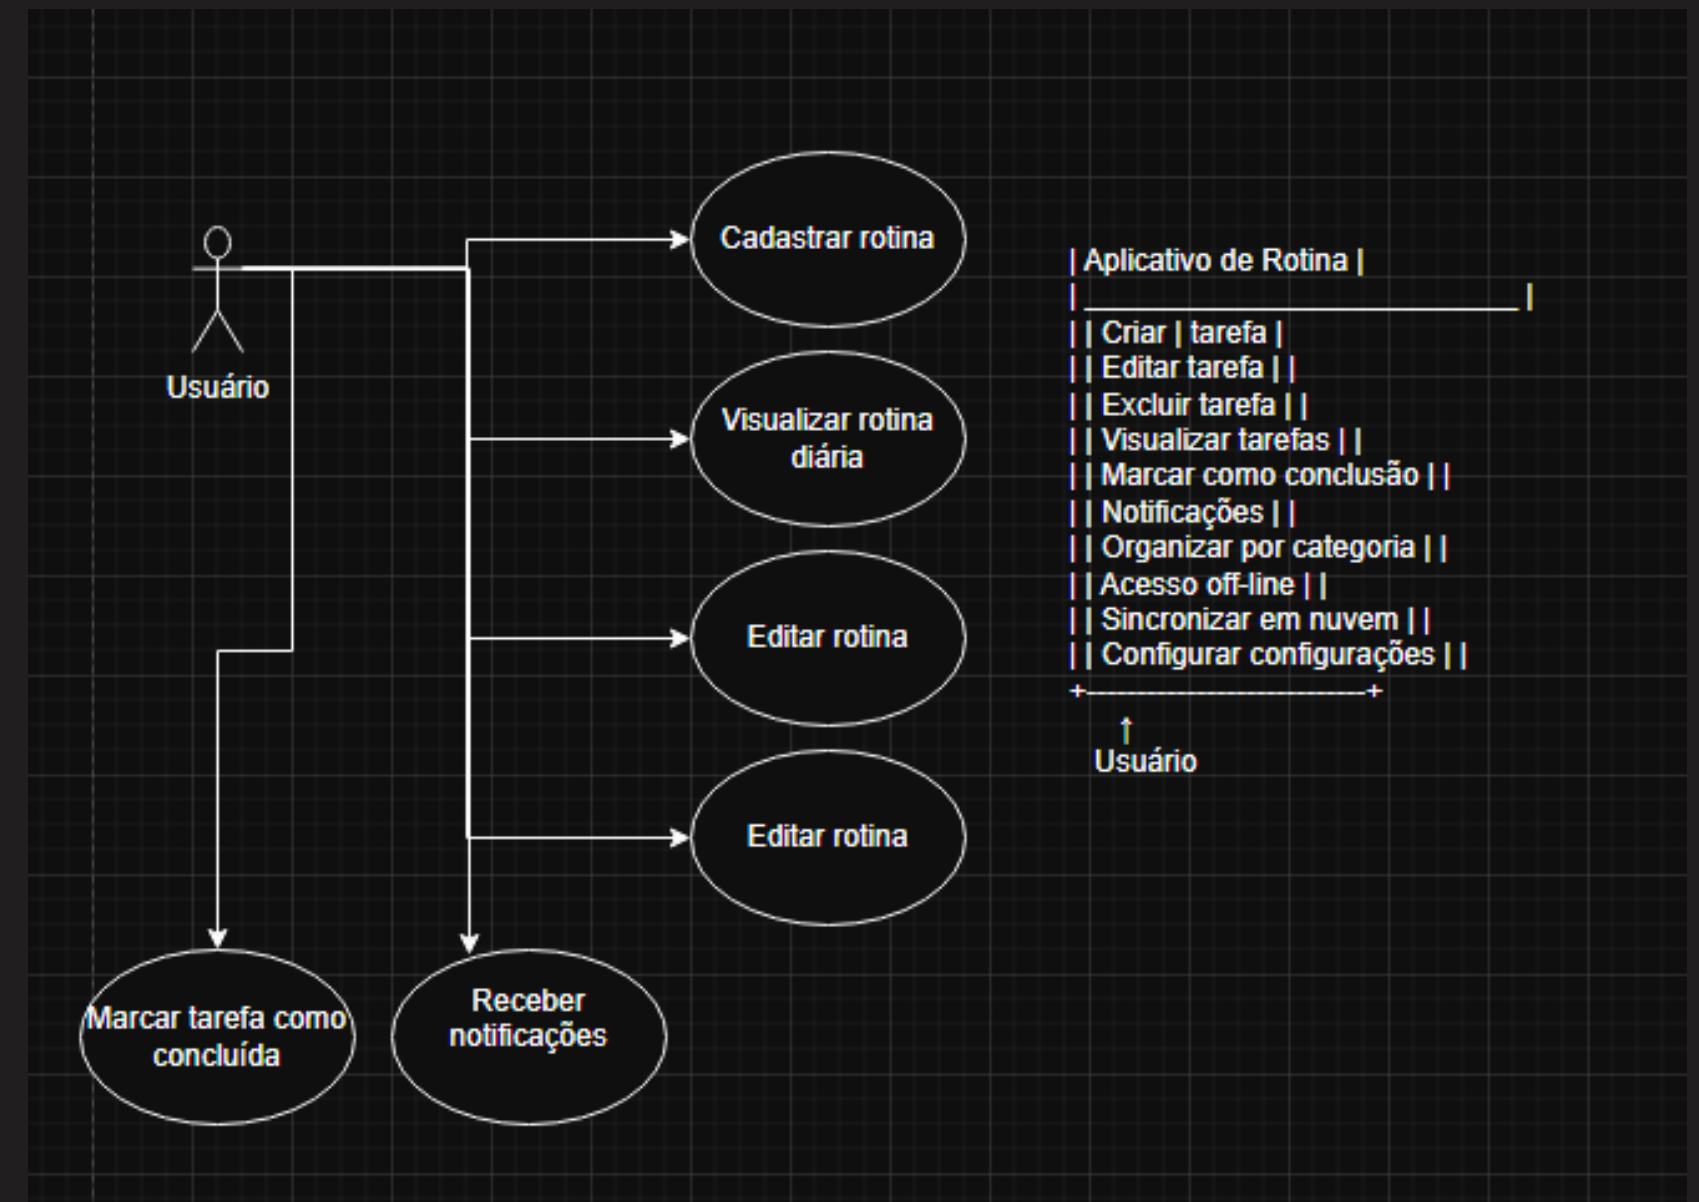 Usuário
Cadastrar rotina
Visualizar rotina
diária
Editar rotina
Editar rotina
Marcar tarefa como
concluída
Receber
notificações
| Aplicativo de Rotina |
| ______________________________ |
| | Criar | tarefa |
| | Editar tarefa | |
| | Excluir tarefa | |
| | Visualizar tarefas | |
| | Marcar como conclusão | |
| | Notificações | |
| | Organizar por categoria | |
| | Acesso off-line | |
| | Sincronizar em nuvem | |
| | Configurar configurações | |
+-----------------------------+
↑
Usuário